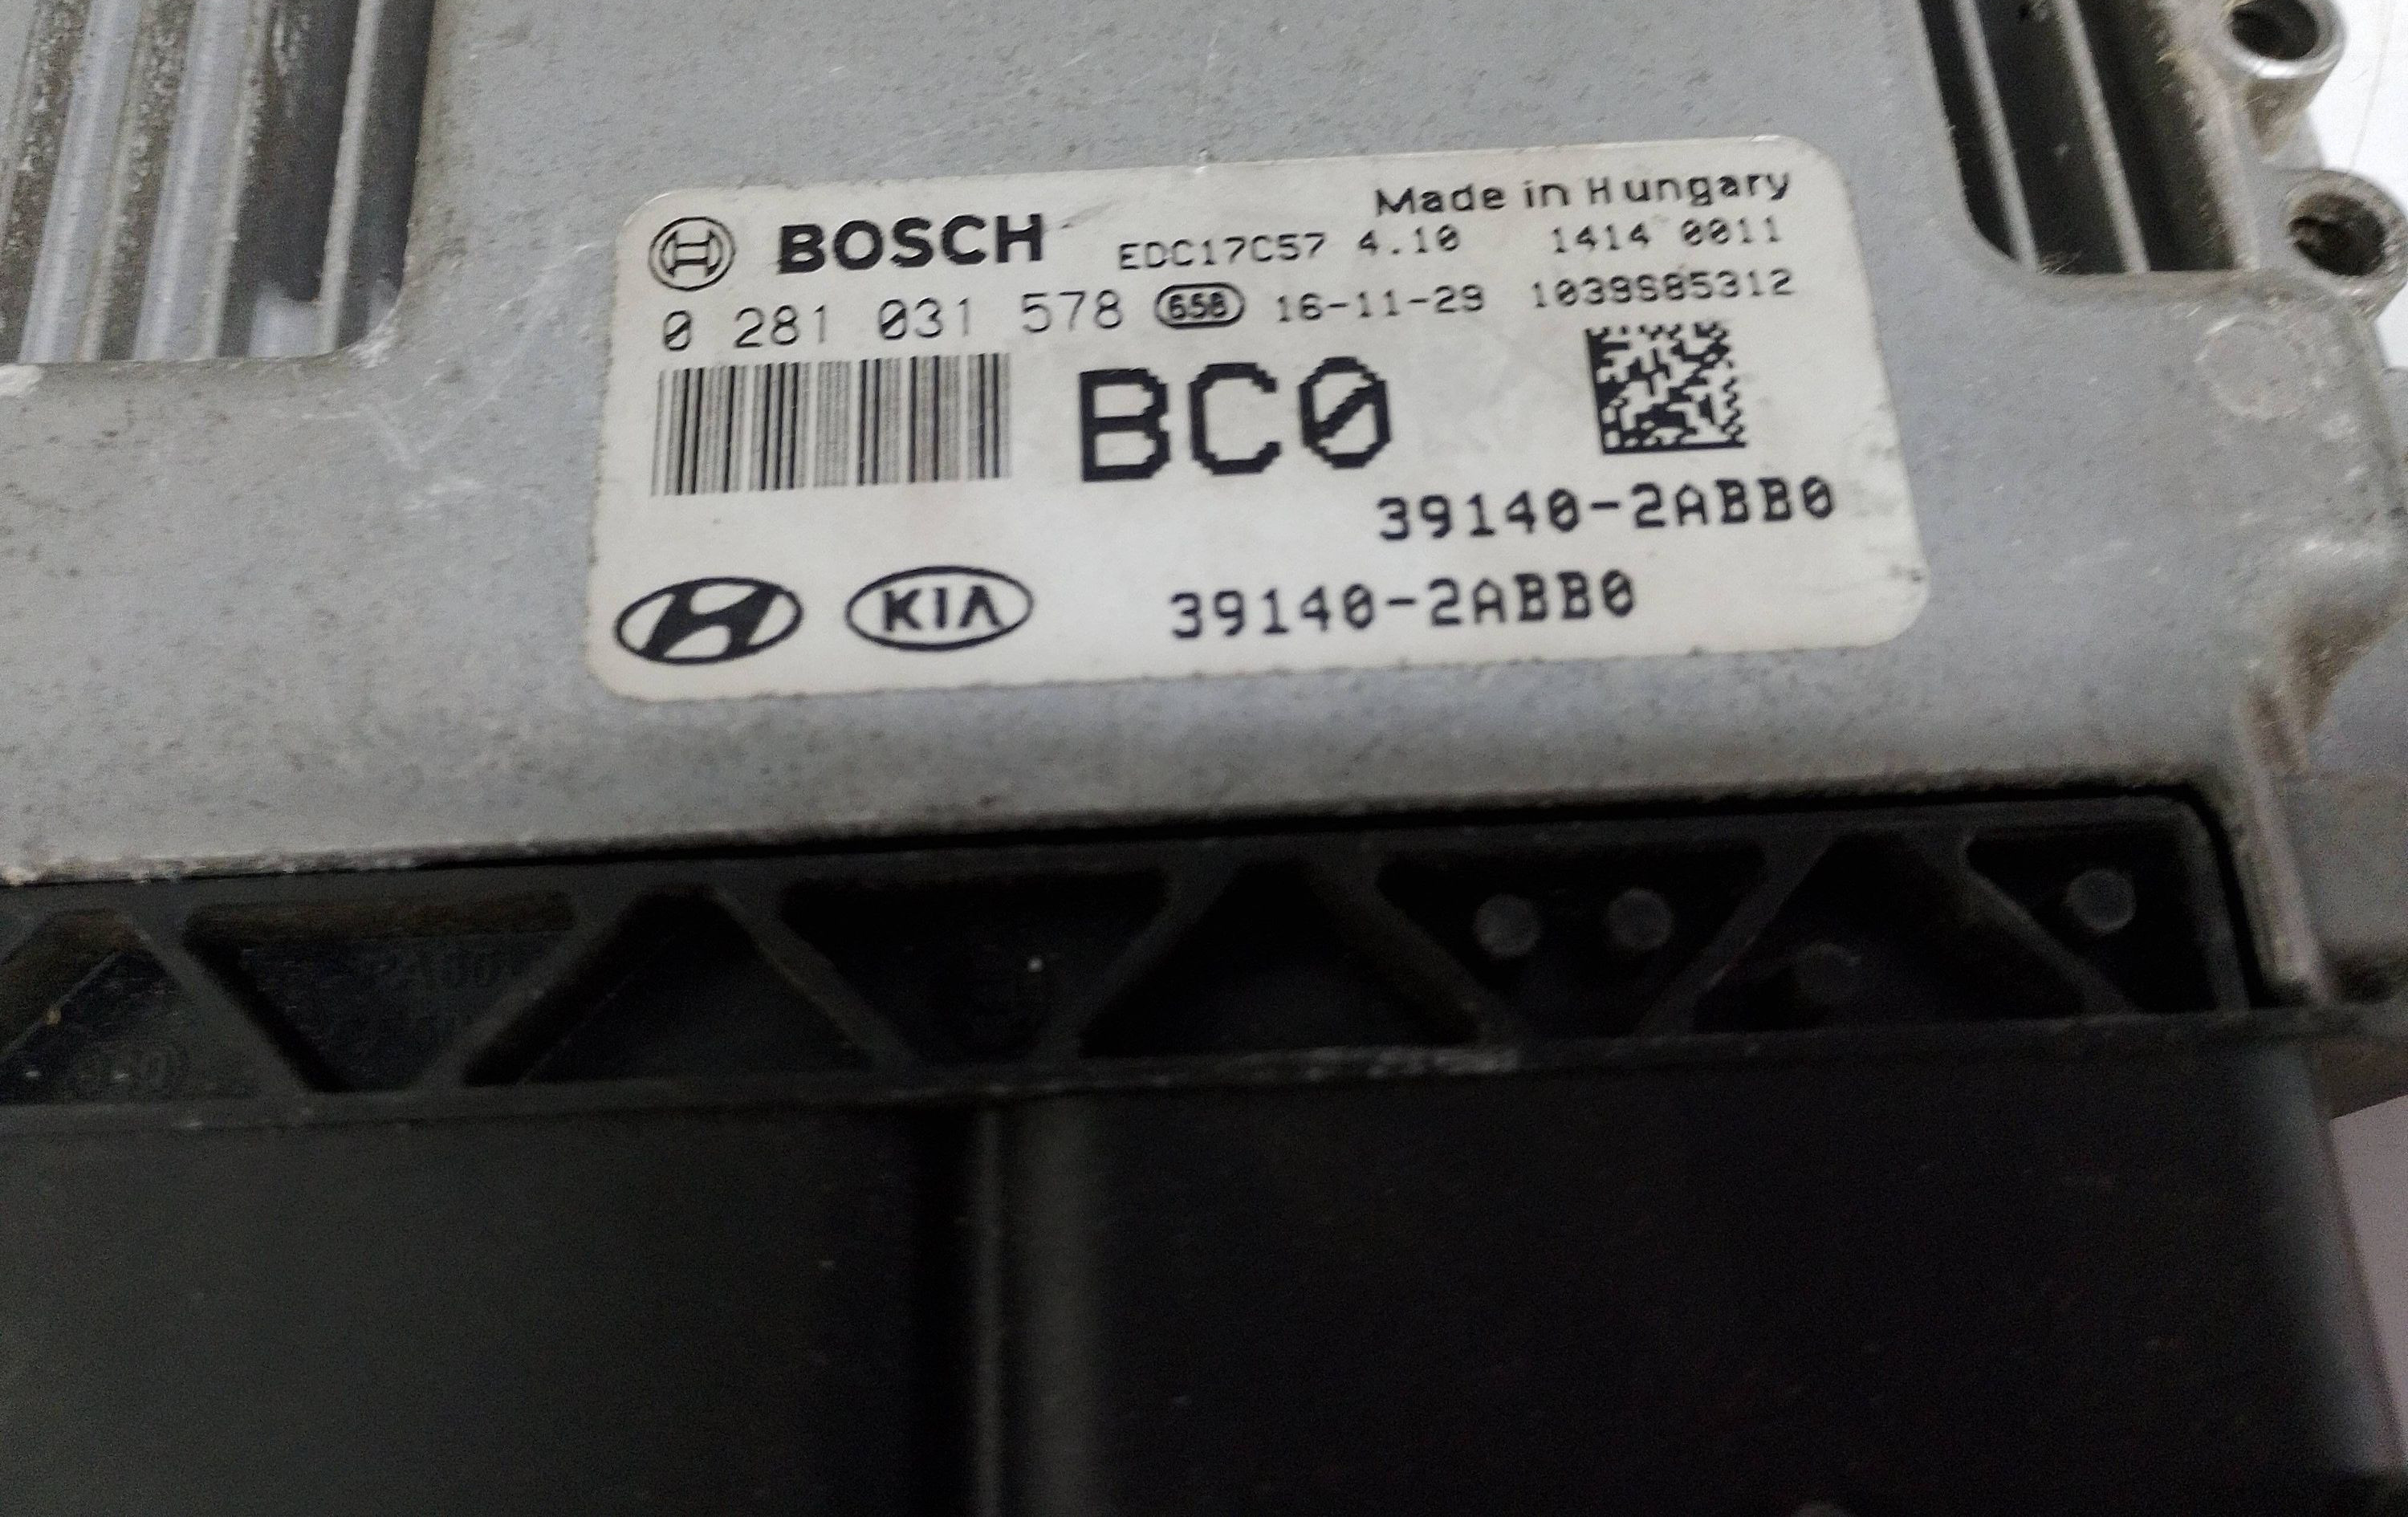 Made in Hungary
BOSCH EDC17C57 4.10 1414 0011
0 281 031 578 658 16-11-29 1039S85312
BC0
39140-2ABB0
KIA 39140-2ABB0